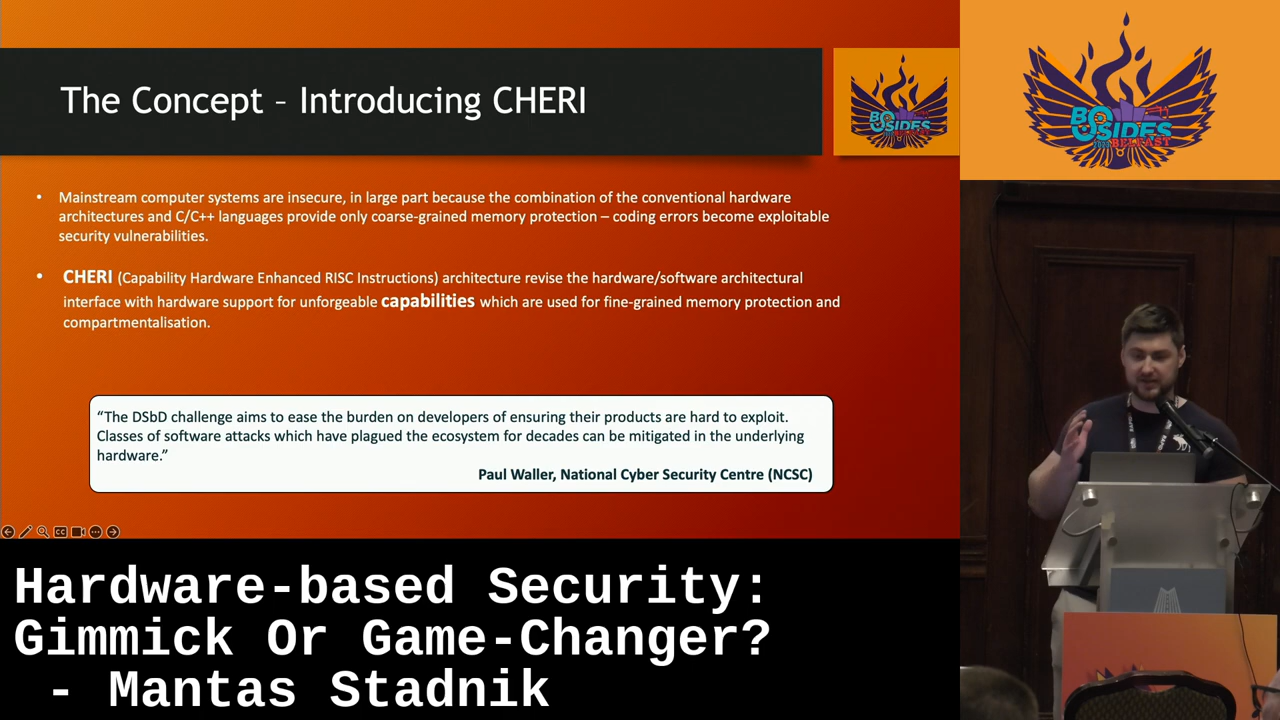 The Concept – Introducing CHERI
BSIDES
BELFAST
BSIDES
BELFAST
• Mainstream computer systems are insecure, in large part because the combination of the conventional hardware
architectures and C/C++ languages provide only coarse-grained memory protection – coding errors become exploitable
security vulnerabilities.
• CHERI (Capability Hardware Enhanced RISC Instructions) architecture revise the hardware/software architectural
interface with hardware support for unforgeable capabilities which are used for fine-grained memory protection and
compartmentalisation.
“The DSbD challenge aims to ease the burden on developers of ensuring their products are hard to exploit.
Classes of software attacks which have plagued the ecosystem for decades can be mitigated in the underlying
hardware.”
Paul Waller, National Cyber Security Centre (NCSC)
CC
Hardware-based Security:
Gimmick Or Game-Changer?
- Mantas Stadnik